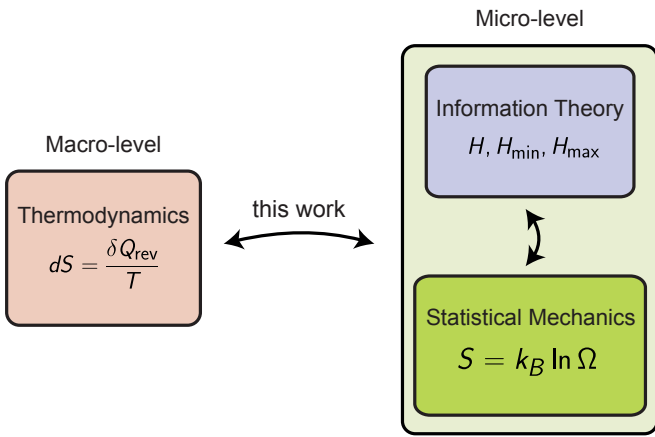 Micro-level
Information Theory
H, H_min, H_max
Macro-level
Thermodynamics
dS = δQ_rev / T
this work
Statistical Mechanics
S = k_B ln Ω